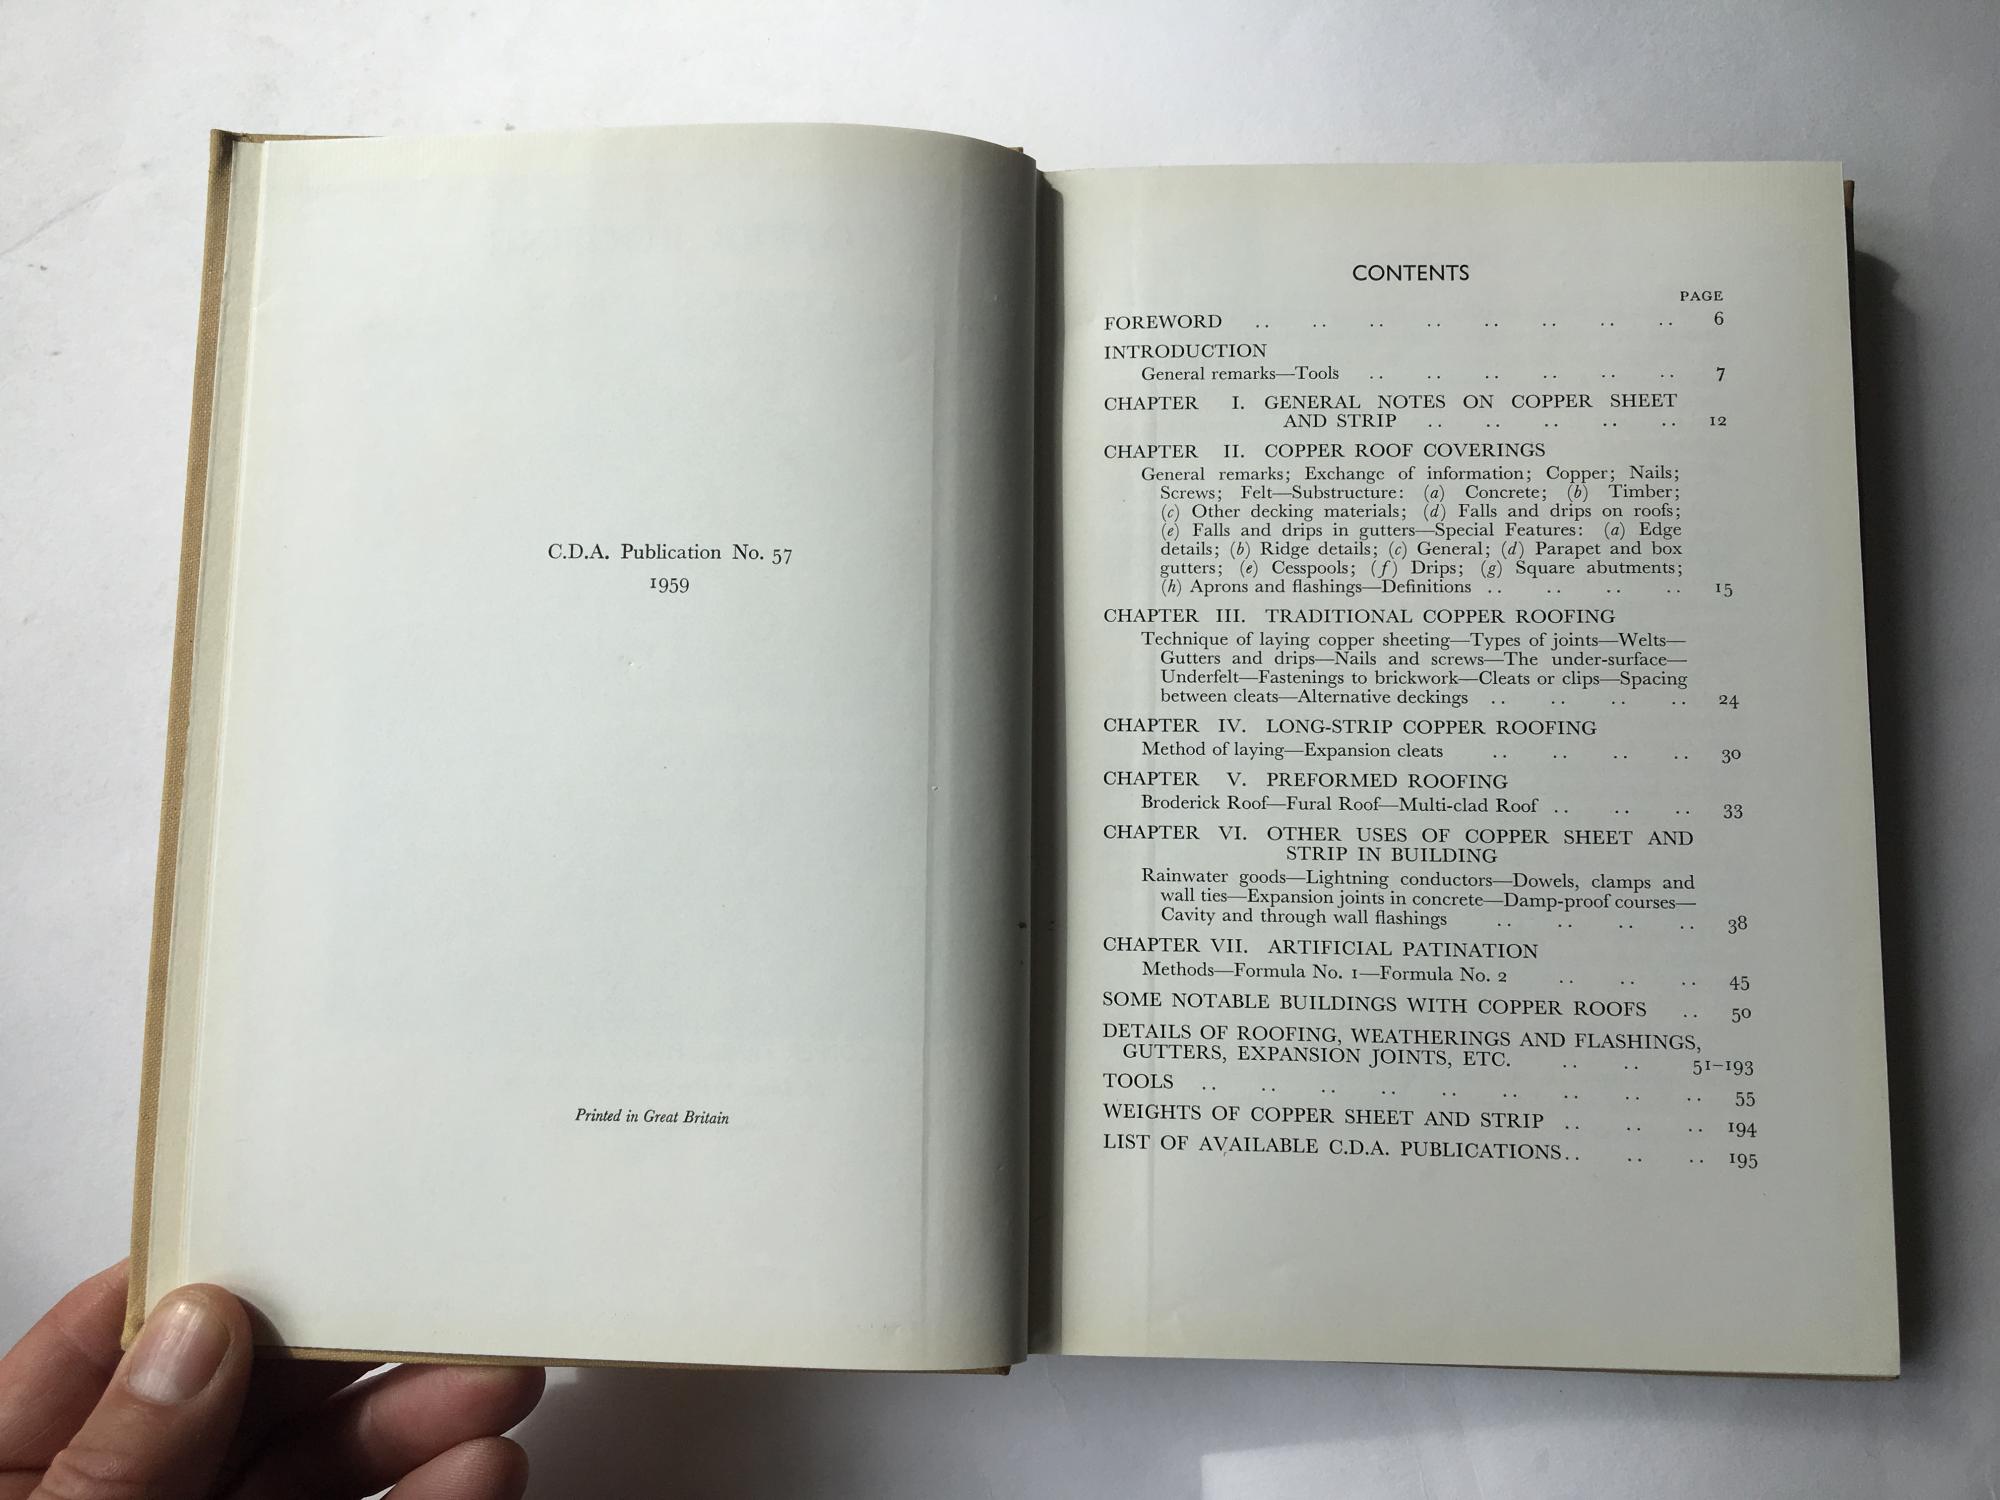 C.D.A. Publication No. 57
1959
Printed in Great Britain
CONTENTS
PAGE
FOREWORD .. .. .. .. .. .. .. .. 6
INTRODUCTION
General remarks—Tools .. .. .. .. .. .. 7
CHAPTER I. GENERAL NOTES ON COPPER SHEET
AND STRIP .. .. .. .. .. 12
CHAPTER II. COPPER ROOF COVERINGS
General remarks; Exchange of information; Copper; Nails;
Screws; Felt—Substructure: (a) Concrete; (b) Timber;
(c) Other decking materials; (d) Falls and drips on roofs;
(e) Falls and drips in gutters—Special Features: (a) Edge
details; (b) Ridge details; (c) General; (d) Parapet and box
gutters; (e) Cesspools; (f) Drips; (g) Square abutments;
(h) Aprons and flashings—Definitions .. .. .. .. 15
CHAPTER III. TRADITIONAL COPPER ROOFING
Technique of laying copper sheeting—Types of joints—Welts—
Gutters and drips—Nails and screws—The under-surface—
Underfelt—Fastenings to brickwork—Cleats or clips—Spacing
between cleats—Alternative deckings .. .. .. .. 24
CHAPTER IV. LONG-STRIP COPPER ROOFING
Method of laying—Expansion cleats .. .. .. .. 30
CHAPTER V. PREFORMED ROOFING
Broderick Roof—Fural Roof—Multi-clad Roof .. .. .. 33
CHAPTER VI. OTHER USES OF COPPER SHEET AND
STRIP IN BUILDING
Rainwater goods—Lightning conductors—Dowels, clamps and
wall ties—Expansion joints in concrete—Damp-proof courses—
Cavity and through wall flashings .. .. .. .. 38
CHAPTER VII. ARTIFICIAL PATINATION
Methods—Formula No. 1—Formula No. 2 .. .. .. 45
SOME NOTABLE BUILDINGS WITH COPPER ROOFS .. 50
DETAILS OF ROOFING, WEATHERINGS AND FLASHINGS,
GUTTERS, EXPANSION JOINTS, ETC. .. .. 51–193
TOOLS .. .. .. .. .. .. .. .. .. 55
WEIGHTS OF COPPER SHEET AND STRIP .. .. .. 194
LIST OF AVAILABLE C.D.A. PUBLICATIONS.. .. .. 195